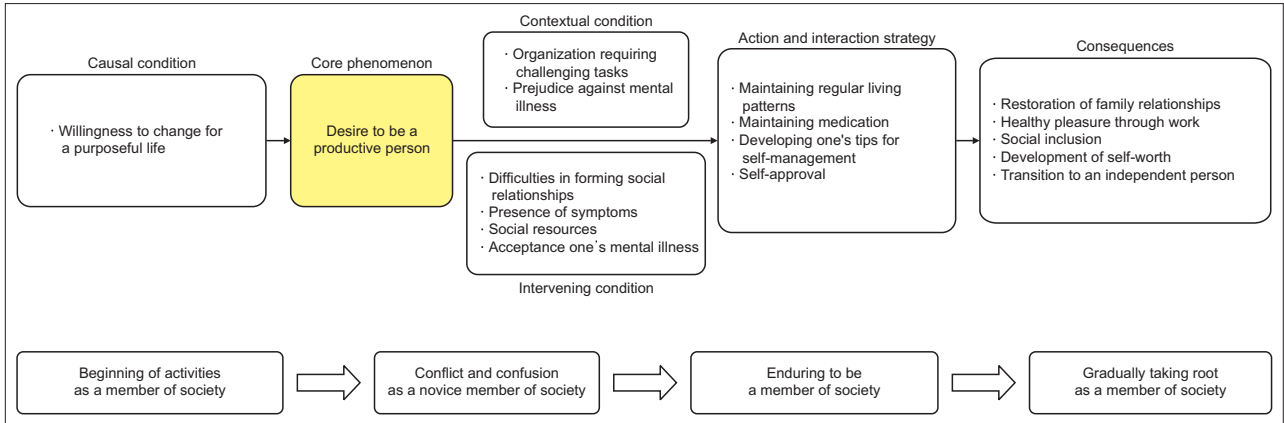 Causal condition
· Willingness to change for
a purposeful life
Core phenomenon
Desire to be a
productive person
Contextual condition
· Organization requiring
challenging tasks
· Prejudice against mental
illness
· Difficulties in forming social
relationships
· Presence of symptoms
· Social resources
· Acceptance one's mental illness
Intervening condition
Action and interaction strategy
· Maintaining regular living
patterns
· Maintaining medication
· Developing one's tips for
self-management
· Self-approval
Consequences
· Restoration of family relationships
· Healthy pleasure through work
· Social inclusion
· Development of self-worth
· Transition to an independent person
Beginning of activities
as a member of society
Conflict and confusion
as a novice member of society
Enduring to be
a member of society
Gradually taking root
as a member of society